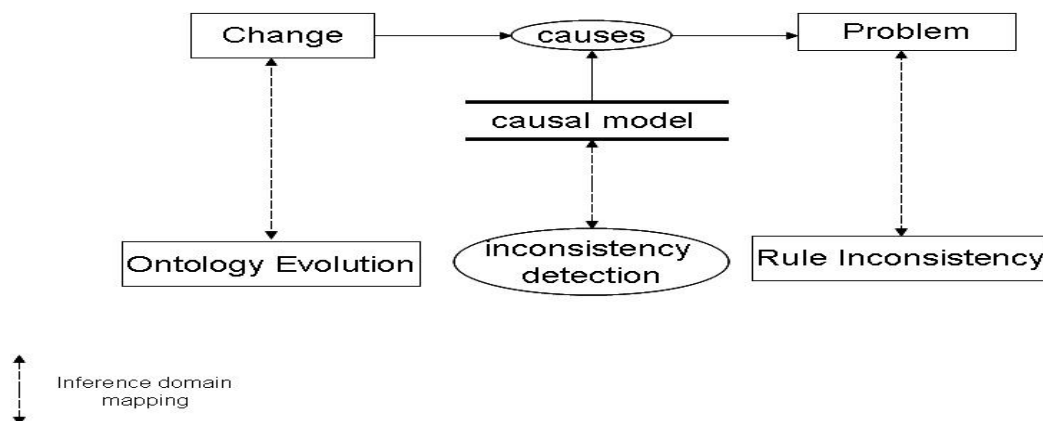 Change
causes
Problem
causal model
Ontology Evolution
inconsistency
detection
Rule Inconsistency
Inference domain
mapping